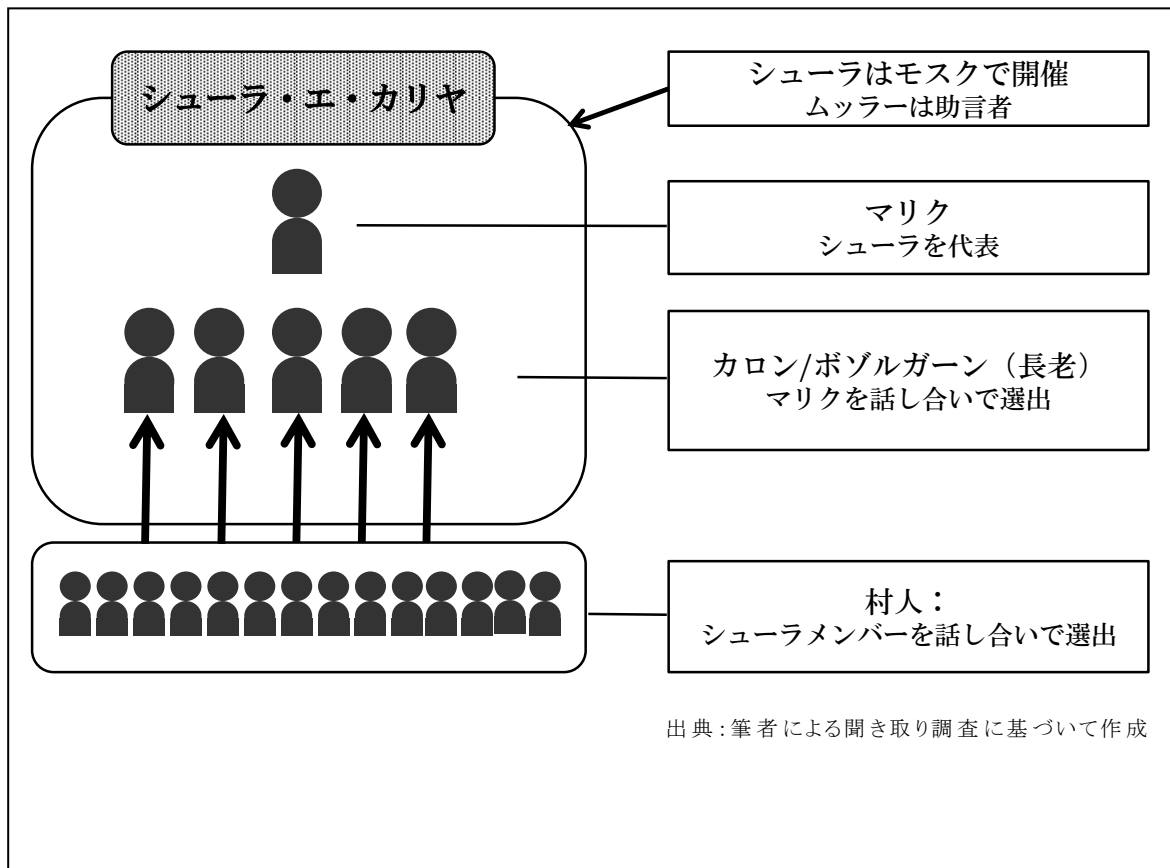 シューラ・エ・カリヤ
シューラはモスクで開催
ムッラーは助言者
マリク
シューラを代表
カロン/ボゾルガーン（長老）
マリクを話し合いで選出
村人：
シューラメンバーを話し合いで選出
出典:筆者による聞き取り調査に基づいて作成